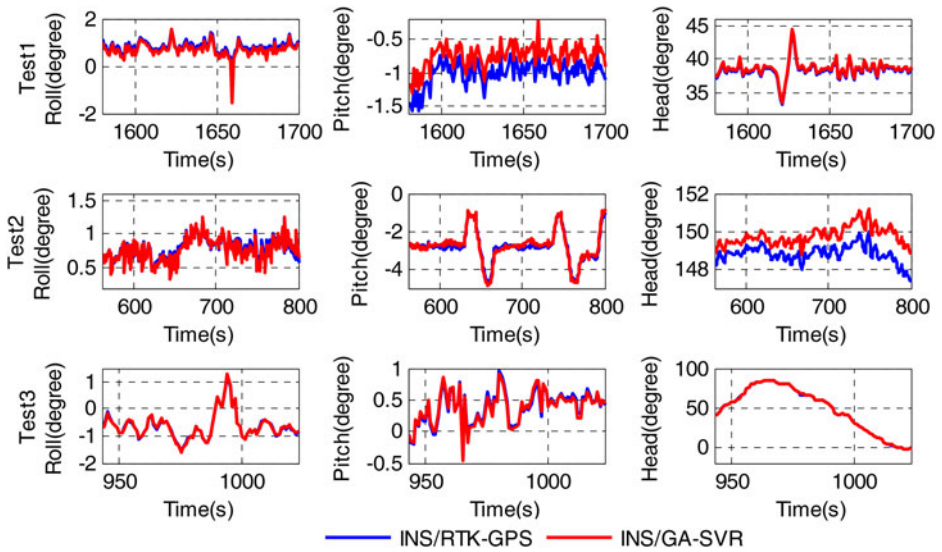 Test1
Roll(degree)
2
0
-2
1600 1650 1700
Time(s)
Pitch(degree)
-0.5
-1
-1.5
1600 1650 1700
Time(s)
Head(degree)
45
40
35
1600 1650 1700
Time(s)
Test2
Roll(degree)
1.5
1
0.5
600 700 800
Time(s)
Pitch(degree)
0
-2
-4
600 700 800
Time(s)
Head(degree)
152
150
148
600 700 800
Time(s)
Test3
Roll(degree)
1
0
-1
-2
950 1000
Time(s)
Pitch(degree)
1
0.5
0
-0.5
950 1000
Time(s)
Head(degree)
100
50
0
950 1000
Time(s)
INS/RTK-GPS INS/GA-SVR